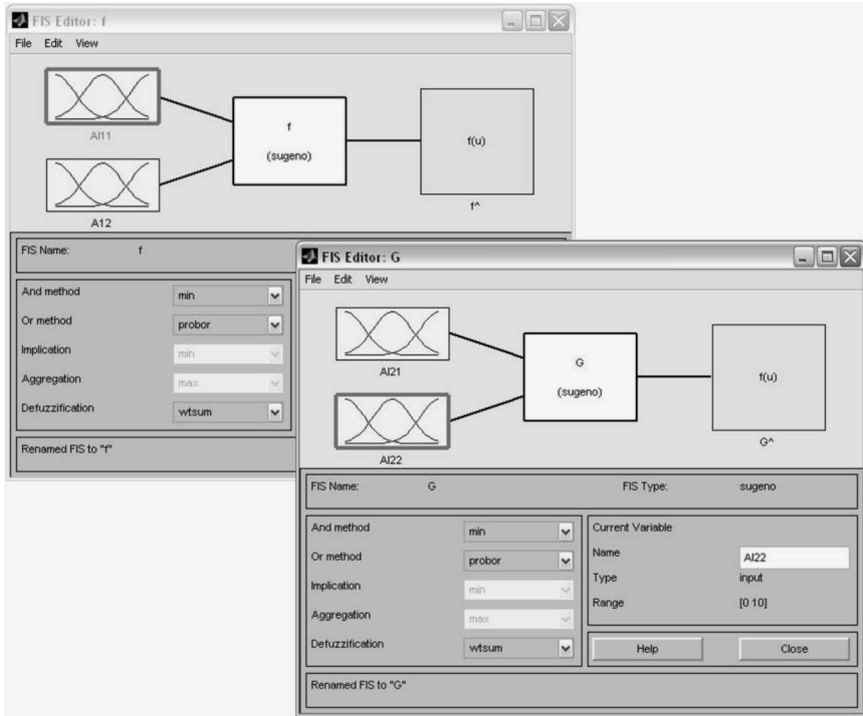 FIS Editor: f
File Edit View
AI11
A12
f
(sugeno)
f(u)
f^
FIS Name: f
And method min
Or method probor
Implication min
Aggregation max
Defuzzification wtsum
Renamed FIS to "f"
FIS Editor: G
File Edit View
AI21
AI22
G
(sugeno)
f(u)
G^
FIS Name: G FIS Type: sugeno
And method min
Or method probor
Implication min
Aggregation max
Defuzzification wtsum
Current Variable
Name AI22
Type input
Range [0 10]
Help Close
Renamed FIS to "G"